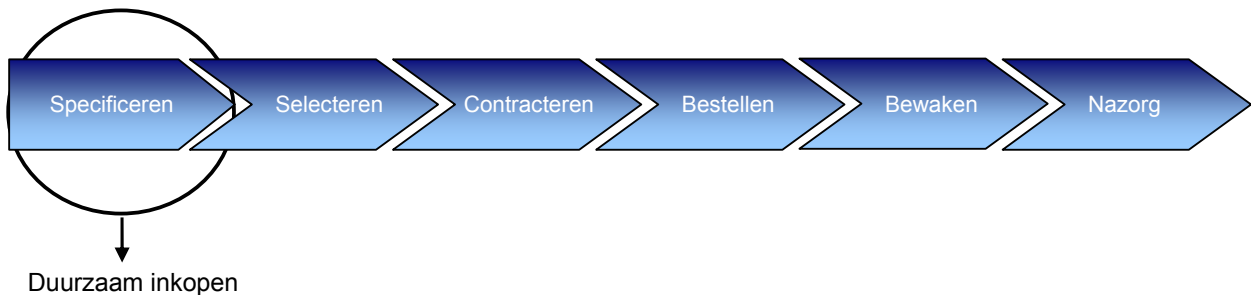 Specificeren
Selecteren
Contracteren
Bestellen
Bewaken
Nazorg
Duurzaam inkopen